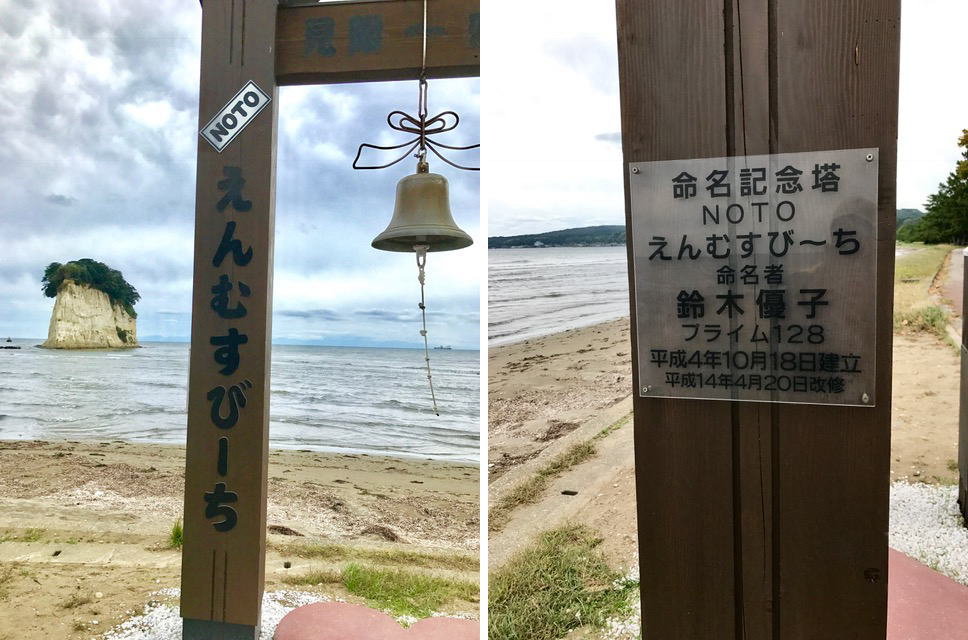 見附
NOTO
えんむすびーち
命名記念塔
NOTO
えんむすび〜ち
命名者
鈴木優子
プライム128
平成4年10月18日建立
平成14年4月20日改修